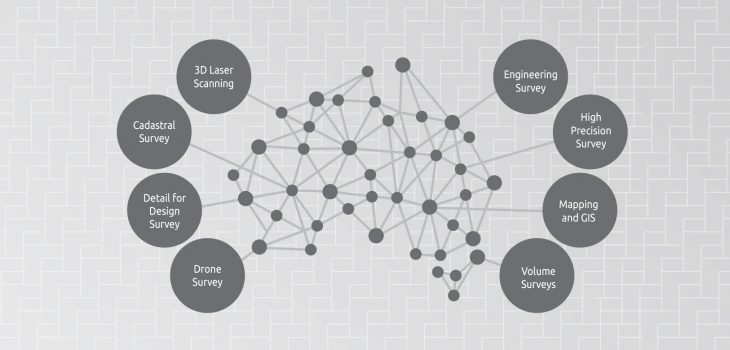 3D Laser
Scanning
Cadastral
Survey
Detail for
Design
Survey
Drone
Survey
Engineering
Survey
High
Precision
Survey
Mapping
and GIS
Volume
Surveys